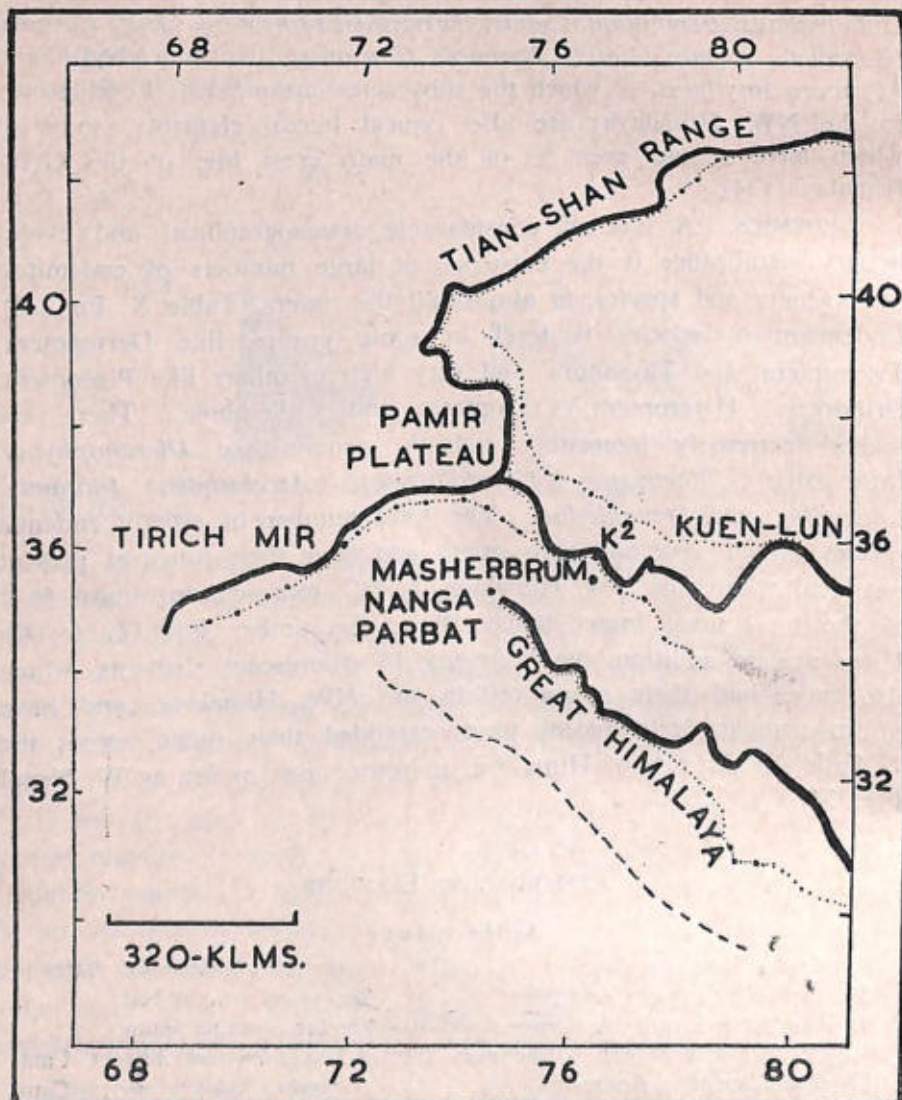 68 72 76 80
TIAN-SHAN RANGE
40 40
PAMIR
PLATEAU
TIRICH MIR
K2
KUEN-LUN
36 36
MASHERBRUM
NANGA
PARBAT
GREAT HIMALAYA
32 32
320-KLMS.
68 72 76 80